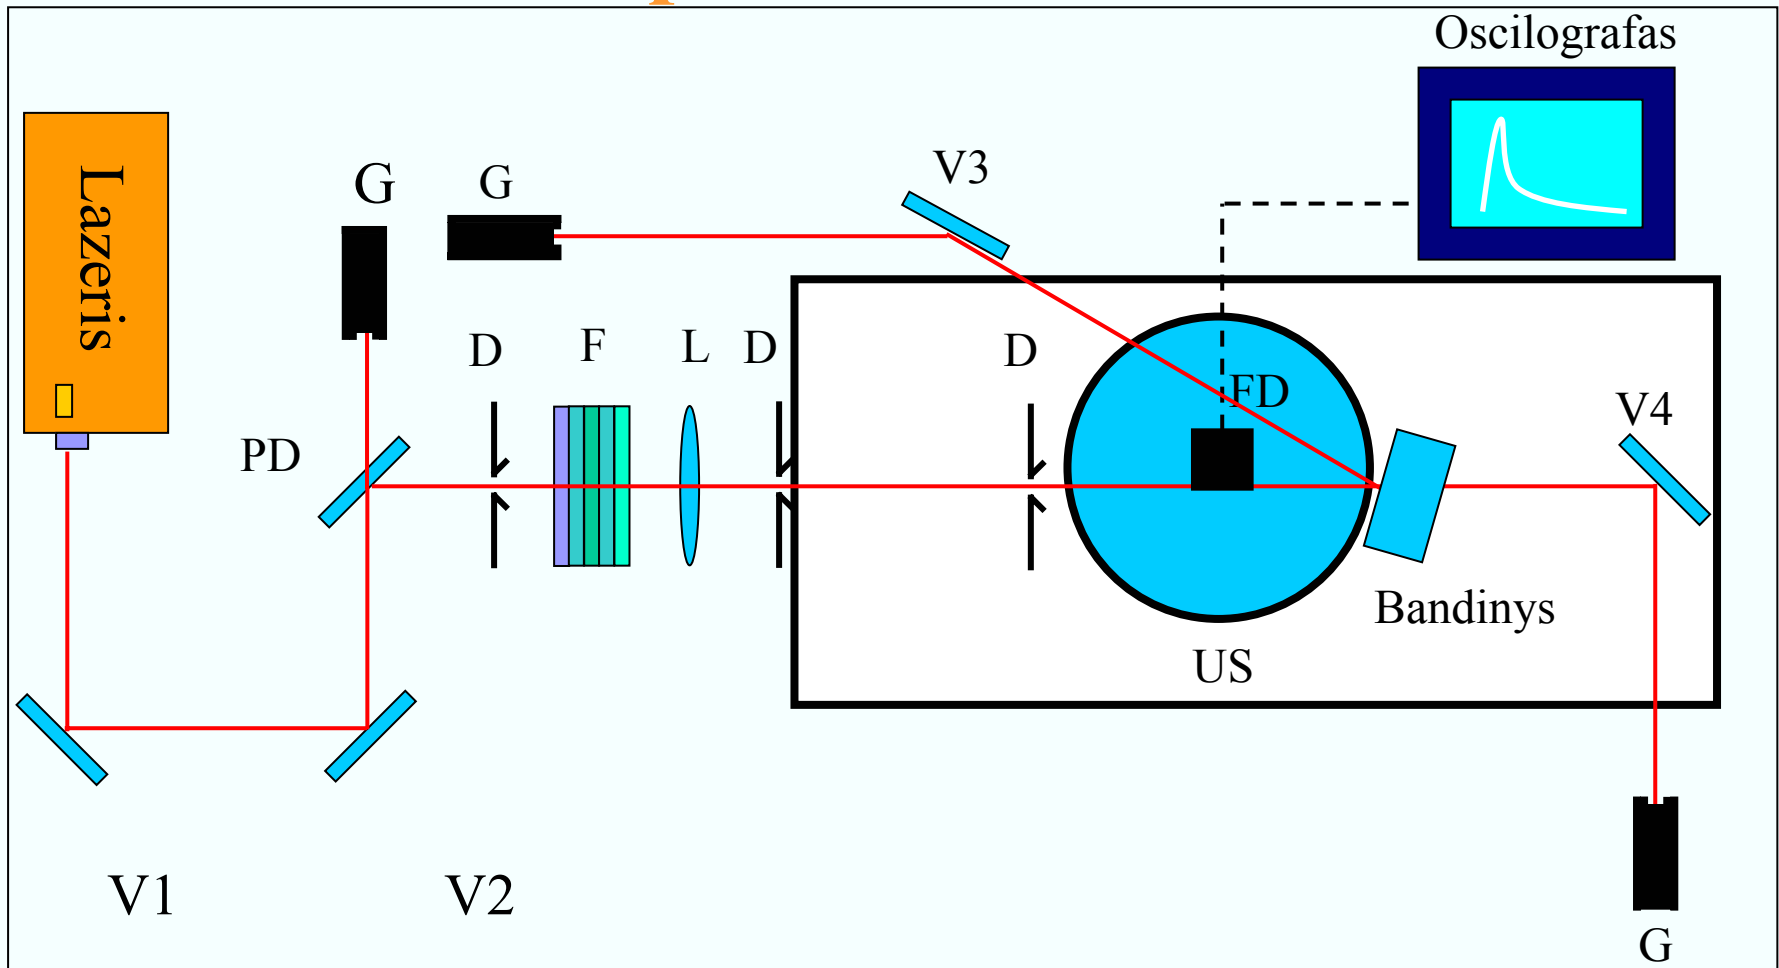 Oscilografas
Lazeris
G
G
V3
D
F
L
D
D
FD
V4
PD
Bandinys
US
V1
V2
G